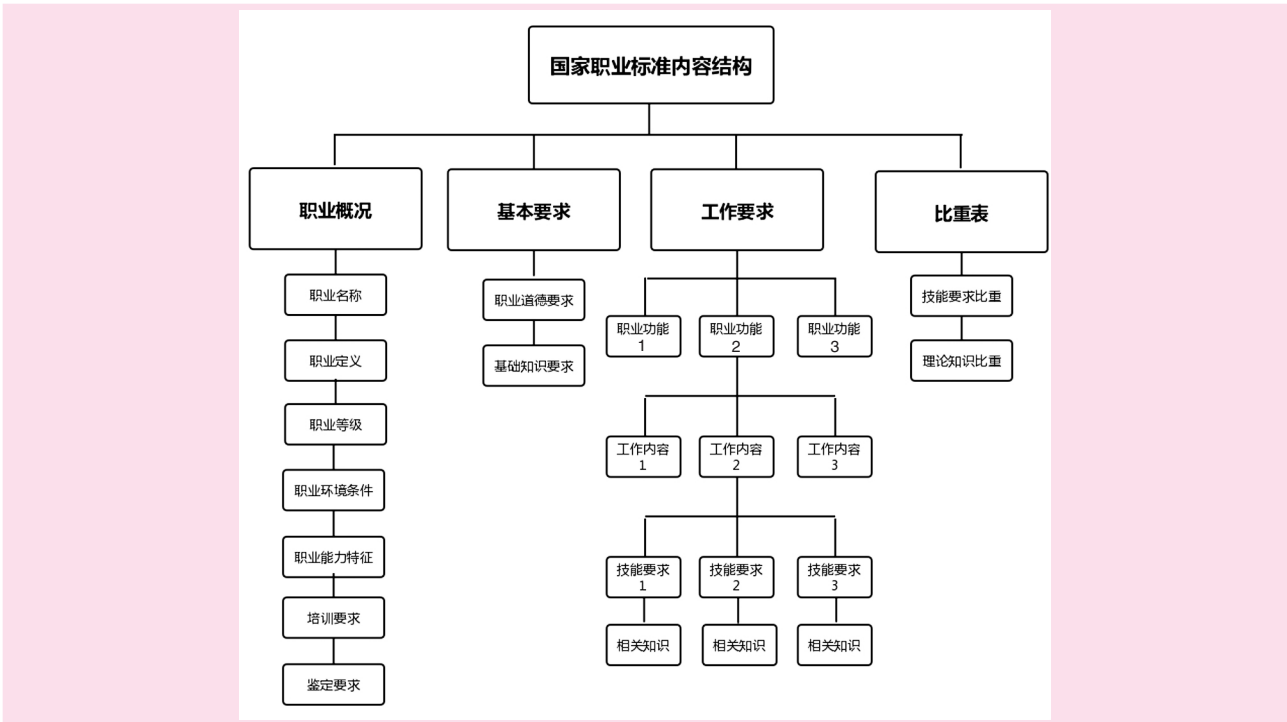 国家职业标准内容结构
职业概况
基本要求
工作要求
比重表
职业名称
职业定义
职业等级
职业环境条件
职业能力特征
培训要求
鉴定要求
职业道德要求
基础知识要求
职业功能
1
职业功能
2
职业功能
3
工作内容
1
工作内容
2
工作内容
3
技能要求
1
技能要求
2
技能要求
3
相关知识
相关知识
相关知识
技能要求比重
理论知识比重